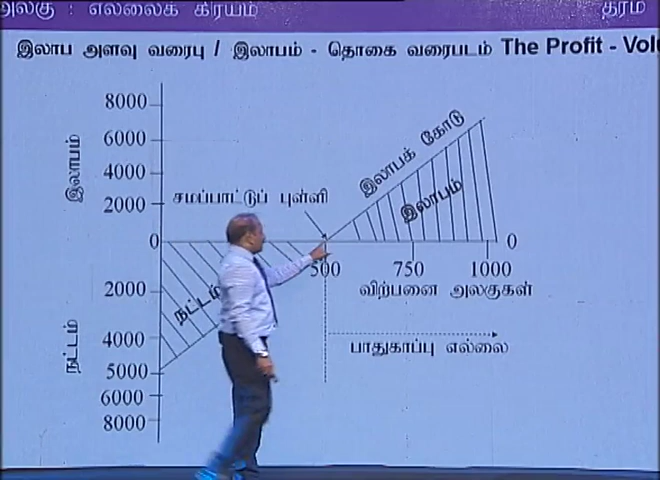 அலகு : எல்லைக் கிரயம்
தரம்
இலாப அளவு வரைபு / இலாபம் - தொகை வரைபடம் The Profit - Volu
8000
6000
4000
2000
0
2000
4000
5000
6000
8000
இலாபம்
நட்டம்
சமப்பாட்டுப் புள்ளி
இலாபக் கோடு
இலாபம்
நட்டம்
0
500
750
1000
விற்பனை அலகுகள்
பாதுகாப்பு எல்லை